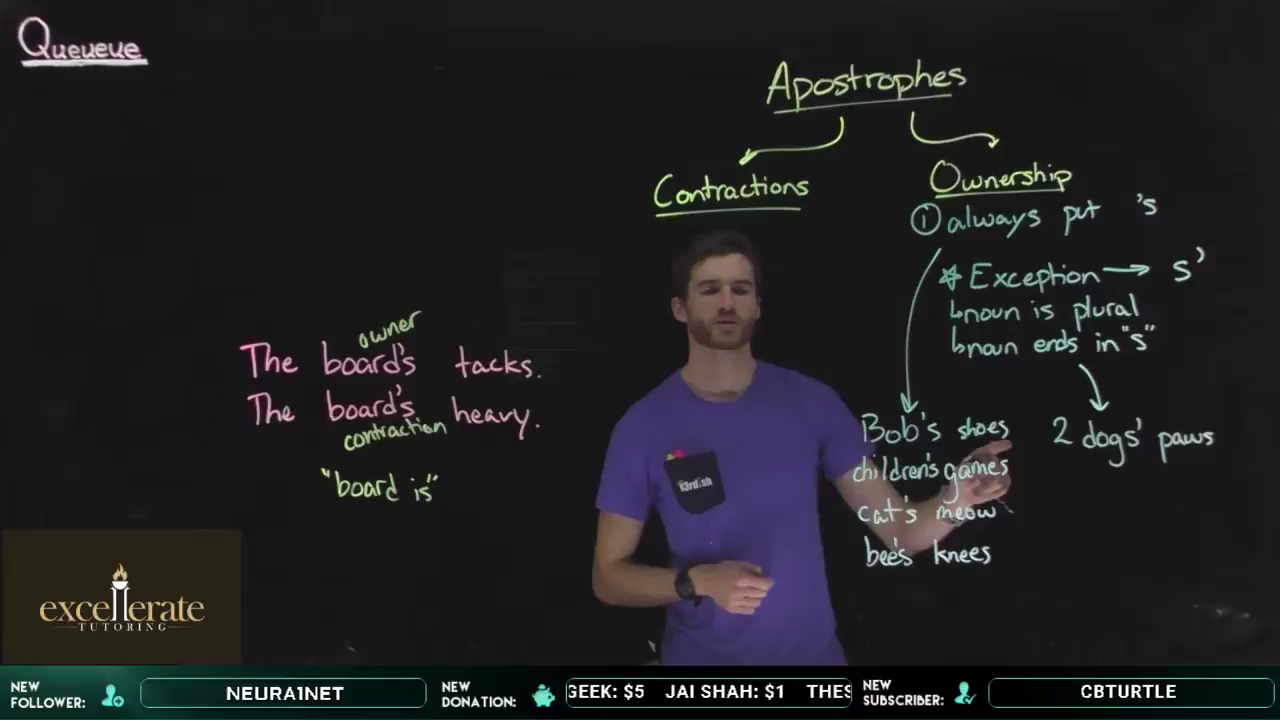 Queueue
Apostrophes
Contractions
Ownership
① always put 's
* Exception → s'
↳noun is plural
↳noun ends in "s"
Bob's shoes
children's games
cat's meow
bee's knees
2 dogs' paws
owner
The board's tacks.
The board's heavy.
contraction
"board is"
excellerate
TUTORING
NEW FOLLOWER: NEURA1NET
NEW DONATION: GEEK: $5 JAI SHAH: $1 THES
NEW SUBSCRIBER: CBTURTLE